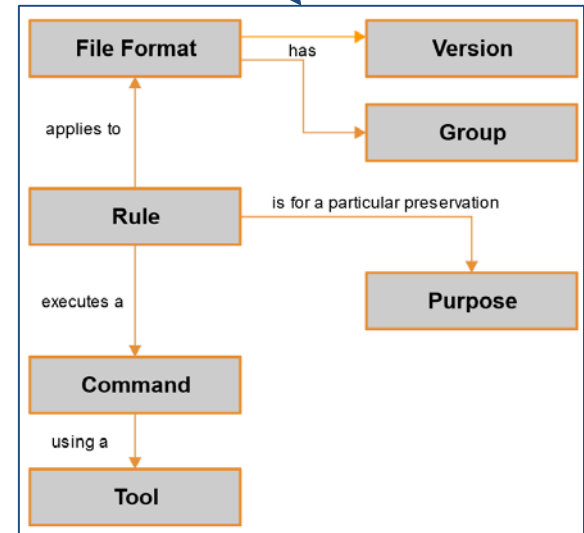 File Format
has
Version
Group
applies to
Rule
is for a particular preservation
Purpose
executes a
Command
using a
Tool